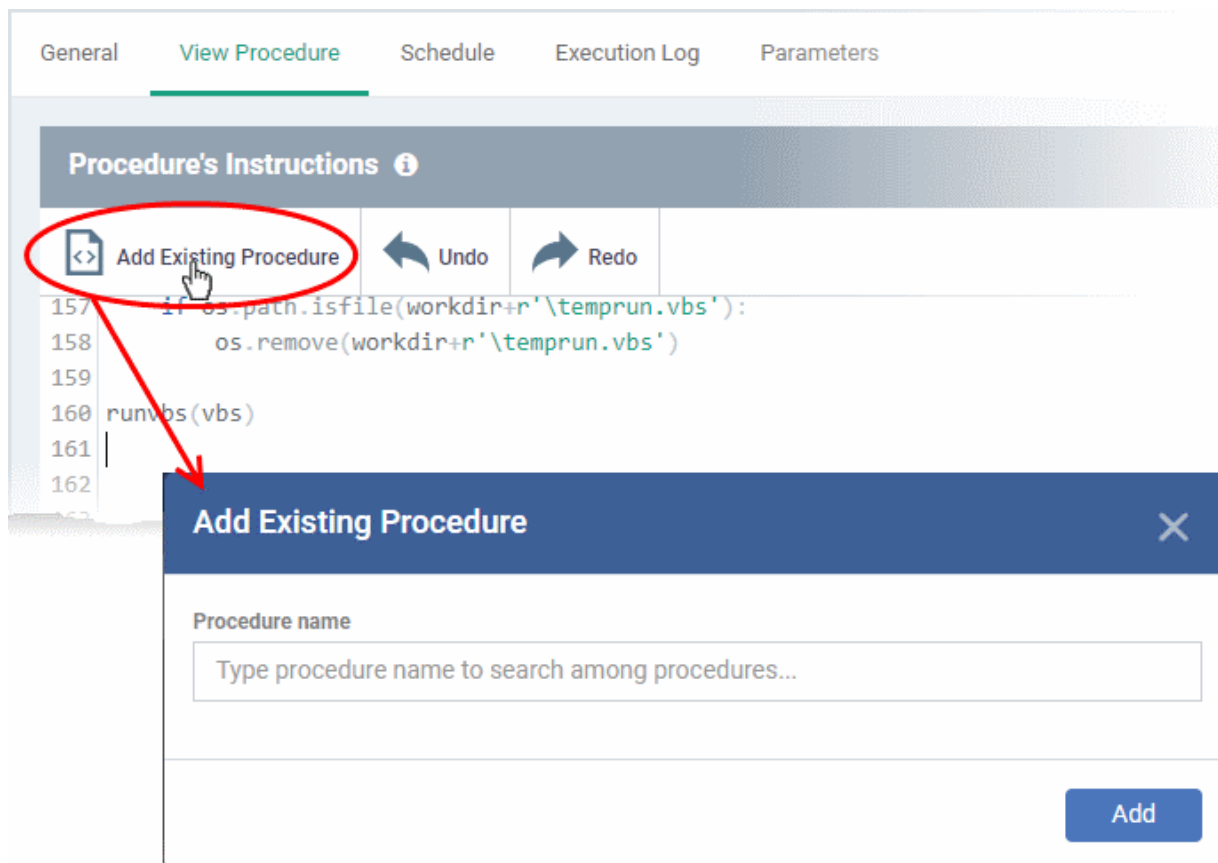 General View Procedure Schedule Execution Log Parameters
Procedure's Instructions
Add Existing Procedure Undo Redo
157 if os.path.isfile(workdir+r'\temprun.vbs'):
158 os.remove(workdir+r'\temprun.vbs')
159
160 runvbs(vbs)
161
162
Add Existing Procedure
Procedure name
Type procedure name to search among procedures...
Add